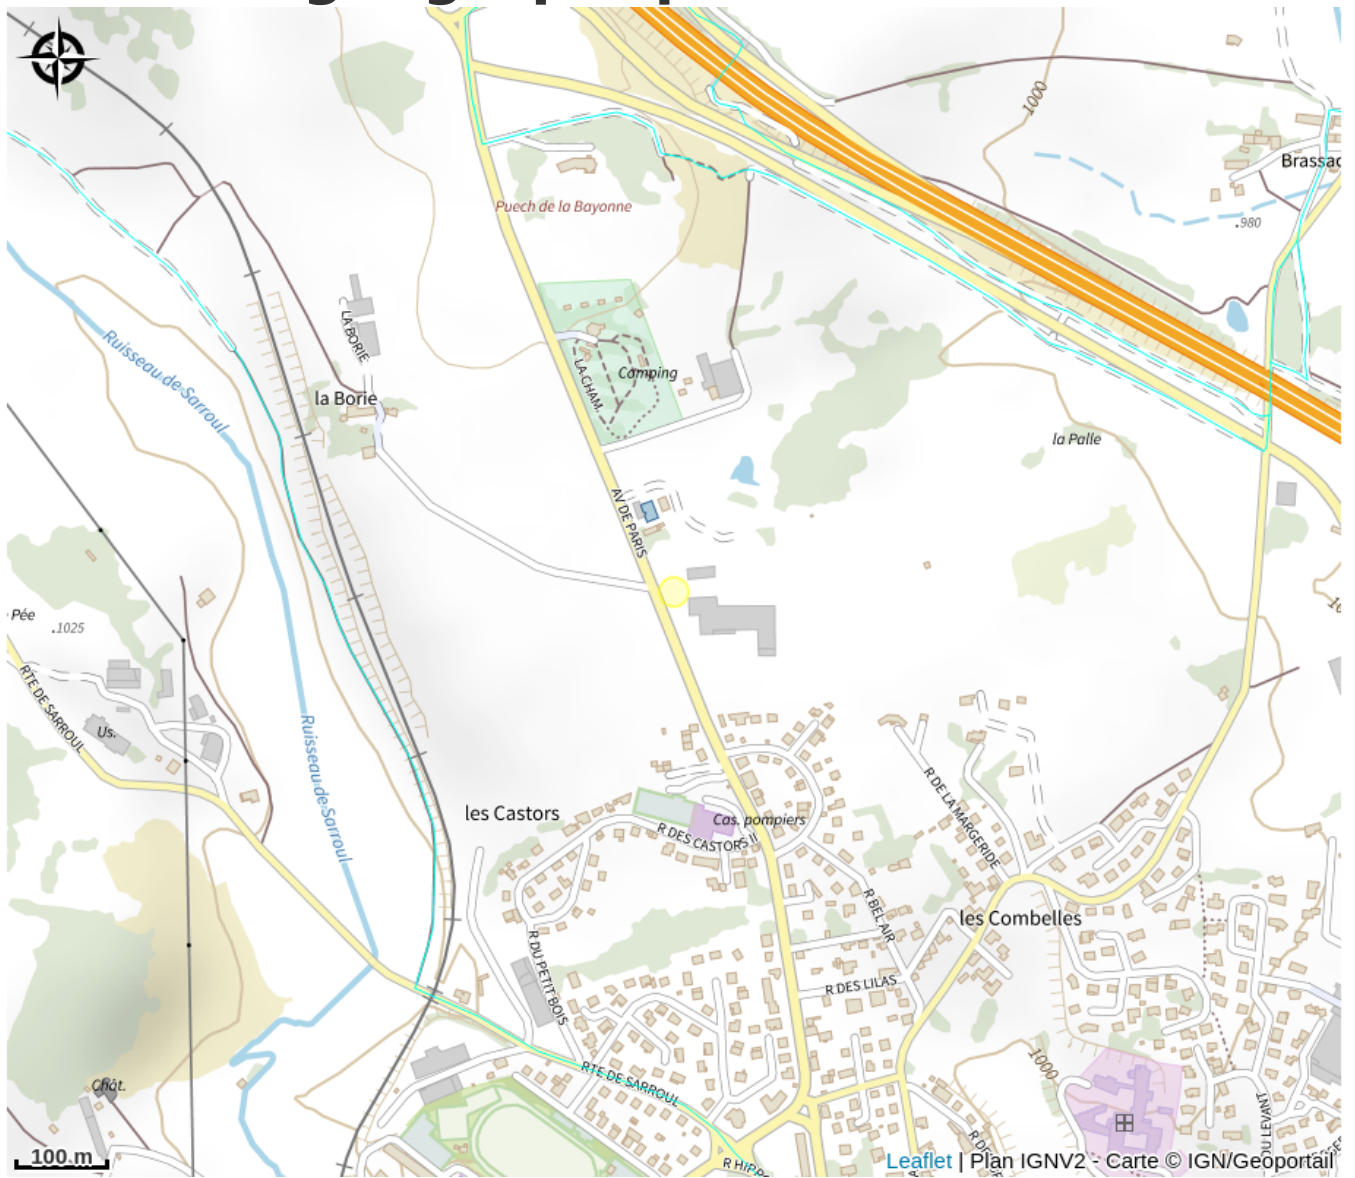 1000
Brassac
Puech de la Bayonne
.980
LA BORIE
Ruisseau de Sarroul
la Borie
LA CHAM.
Camping
la Palle
AV DE PARIS
Pée
.1025
RTE DE SARROUL
Us.
Ruisseau de Sarroul
les Castors
Cas. pompiers
R DES CASTORS II
R DE LA MARGERIDE
R BEL AIR
les Combelles
R DU PETIT BOIS
R DES LILAS
1000
RTE DE SARROUL
Chât.
DU LEVANT
100 m
R HIPP
Leaflet | Plan IGNV2 - Carte © IGN/Geoportail